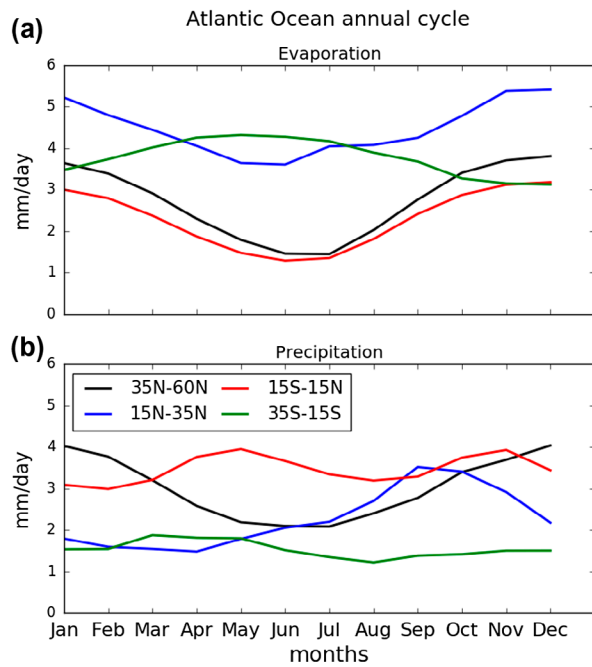 Atlantic Ocean annual cycle
(a)
Evaporation
6
5
4
3
2
1
0
mm/day
(b)
Precipitation
6
5
4
3
2
1
0
mm/day
35N-60N 15S-15N
15N-35N 35S-15S
Jan Feb Mar Apr May Jun Jul Aug Sep Oct Nov Dec
months